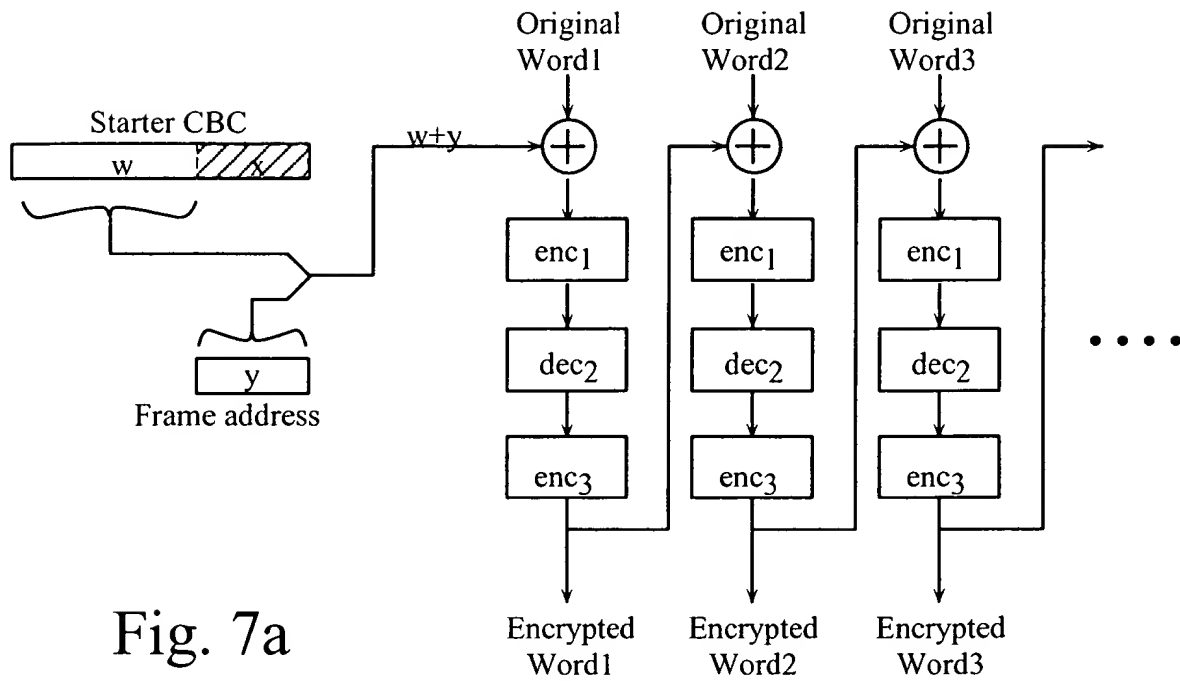 Original
Word1
Original
Word2
Original
Word3
Starter CBC
w
x
w+y
enc1
enc1
enc1
dec2
dec2
dec2
y
Frame address
enc3
enc3
enc3
Encrypted
Word1
Encrypted
Word2
Encrypted
Word3
Fig. 7a